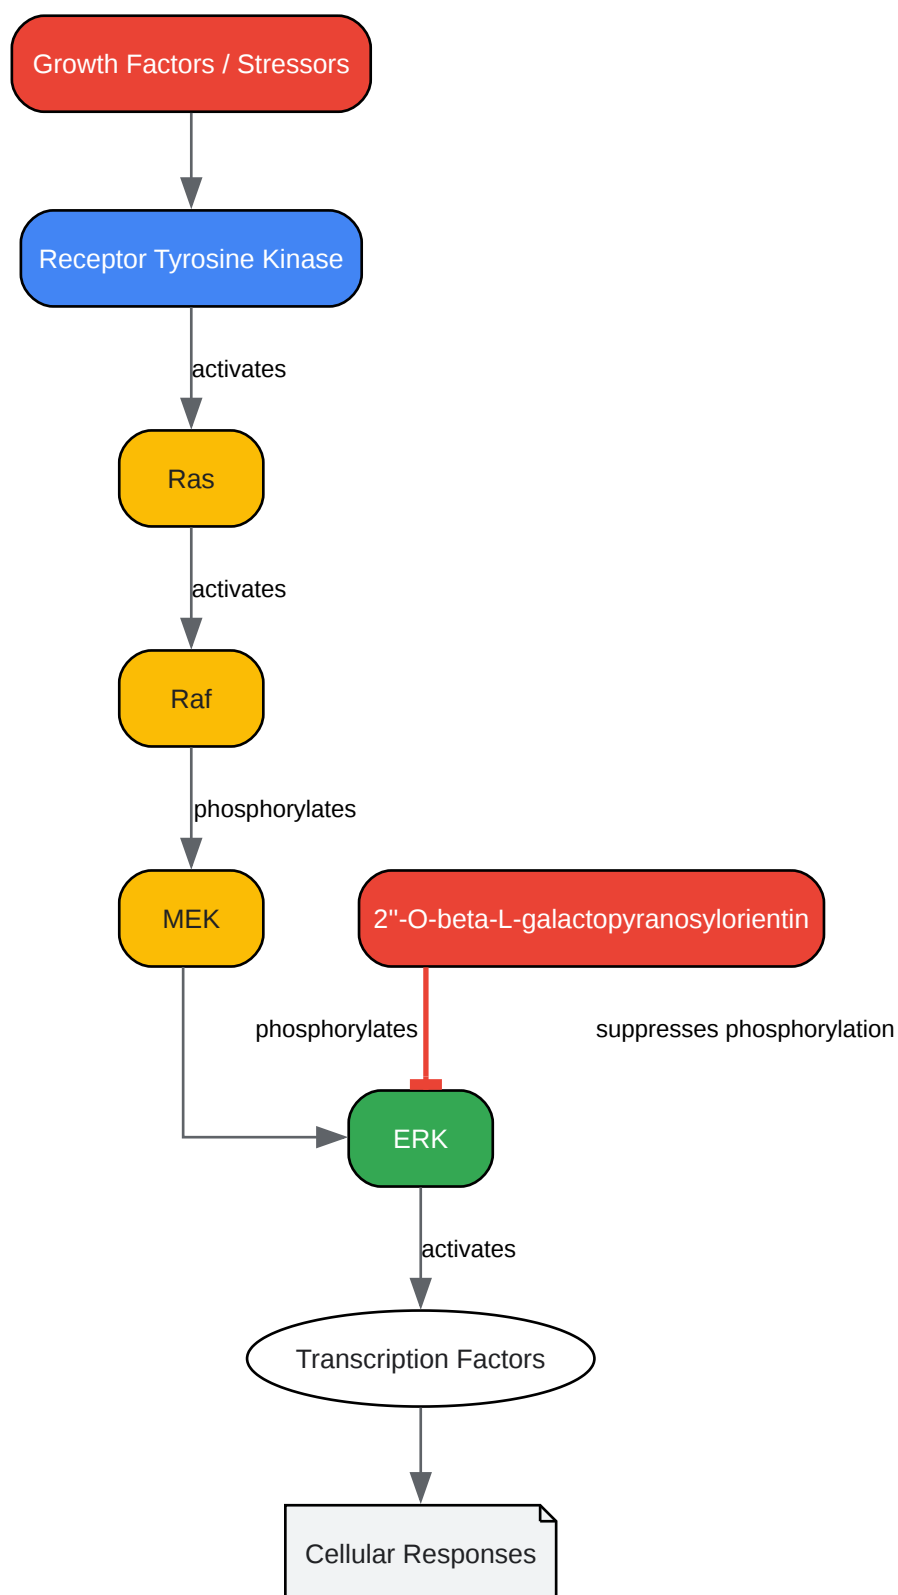 Growth Factors / Stressors
Receptor Tyrosine Kinase
activates
Ras
activates
Raf
phosphorylates
MEK
2"-O-beta-L-galactopyranosylorientin
phosphorylates
suppresses phosphorylation
ERK
activates
Transcription Factors
Cellular Responses